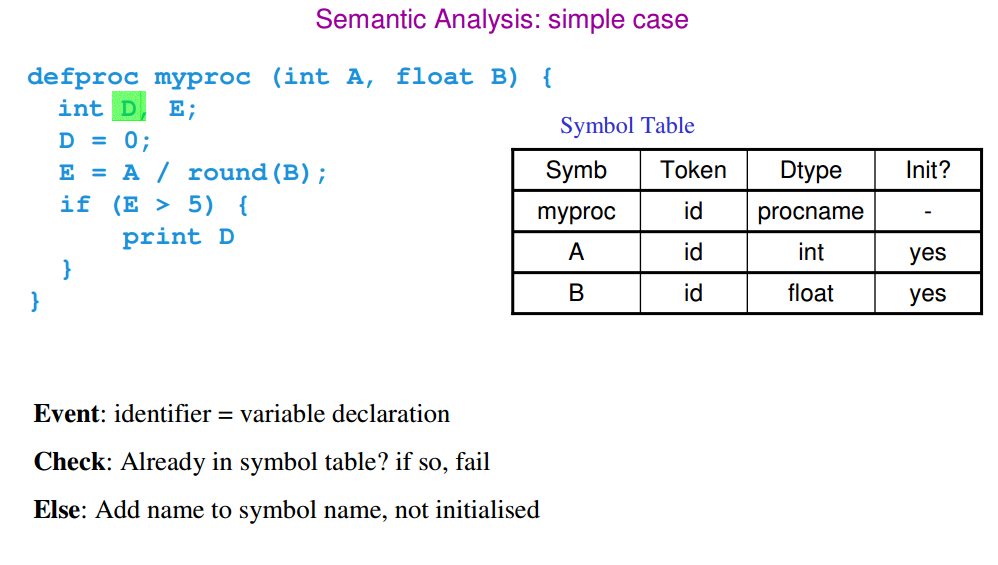 Semantic Analysis: simple case
defproc myproc (int A, float B) {
int D, E;
D = 0;
E = A / round(B);
if (E > 5) {
print D
}
}
Symbol Table
Symb Token Dtype Init?
myproc id procname -
A id int yes
B id float yes
Event: identifier = variable declaration
Check: Already in symbol table? if so, fail
Else: Add name to symbol name, not initialised